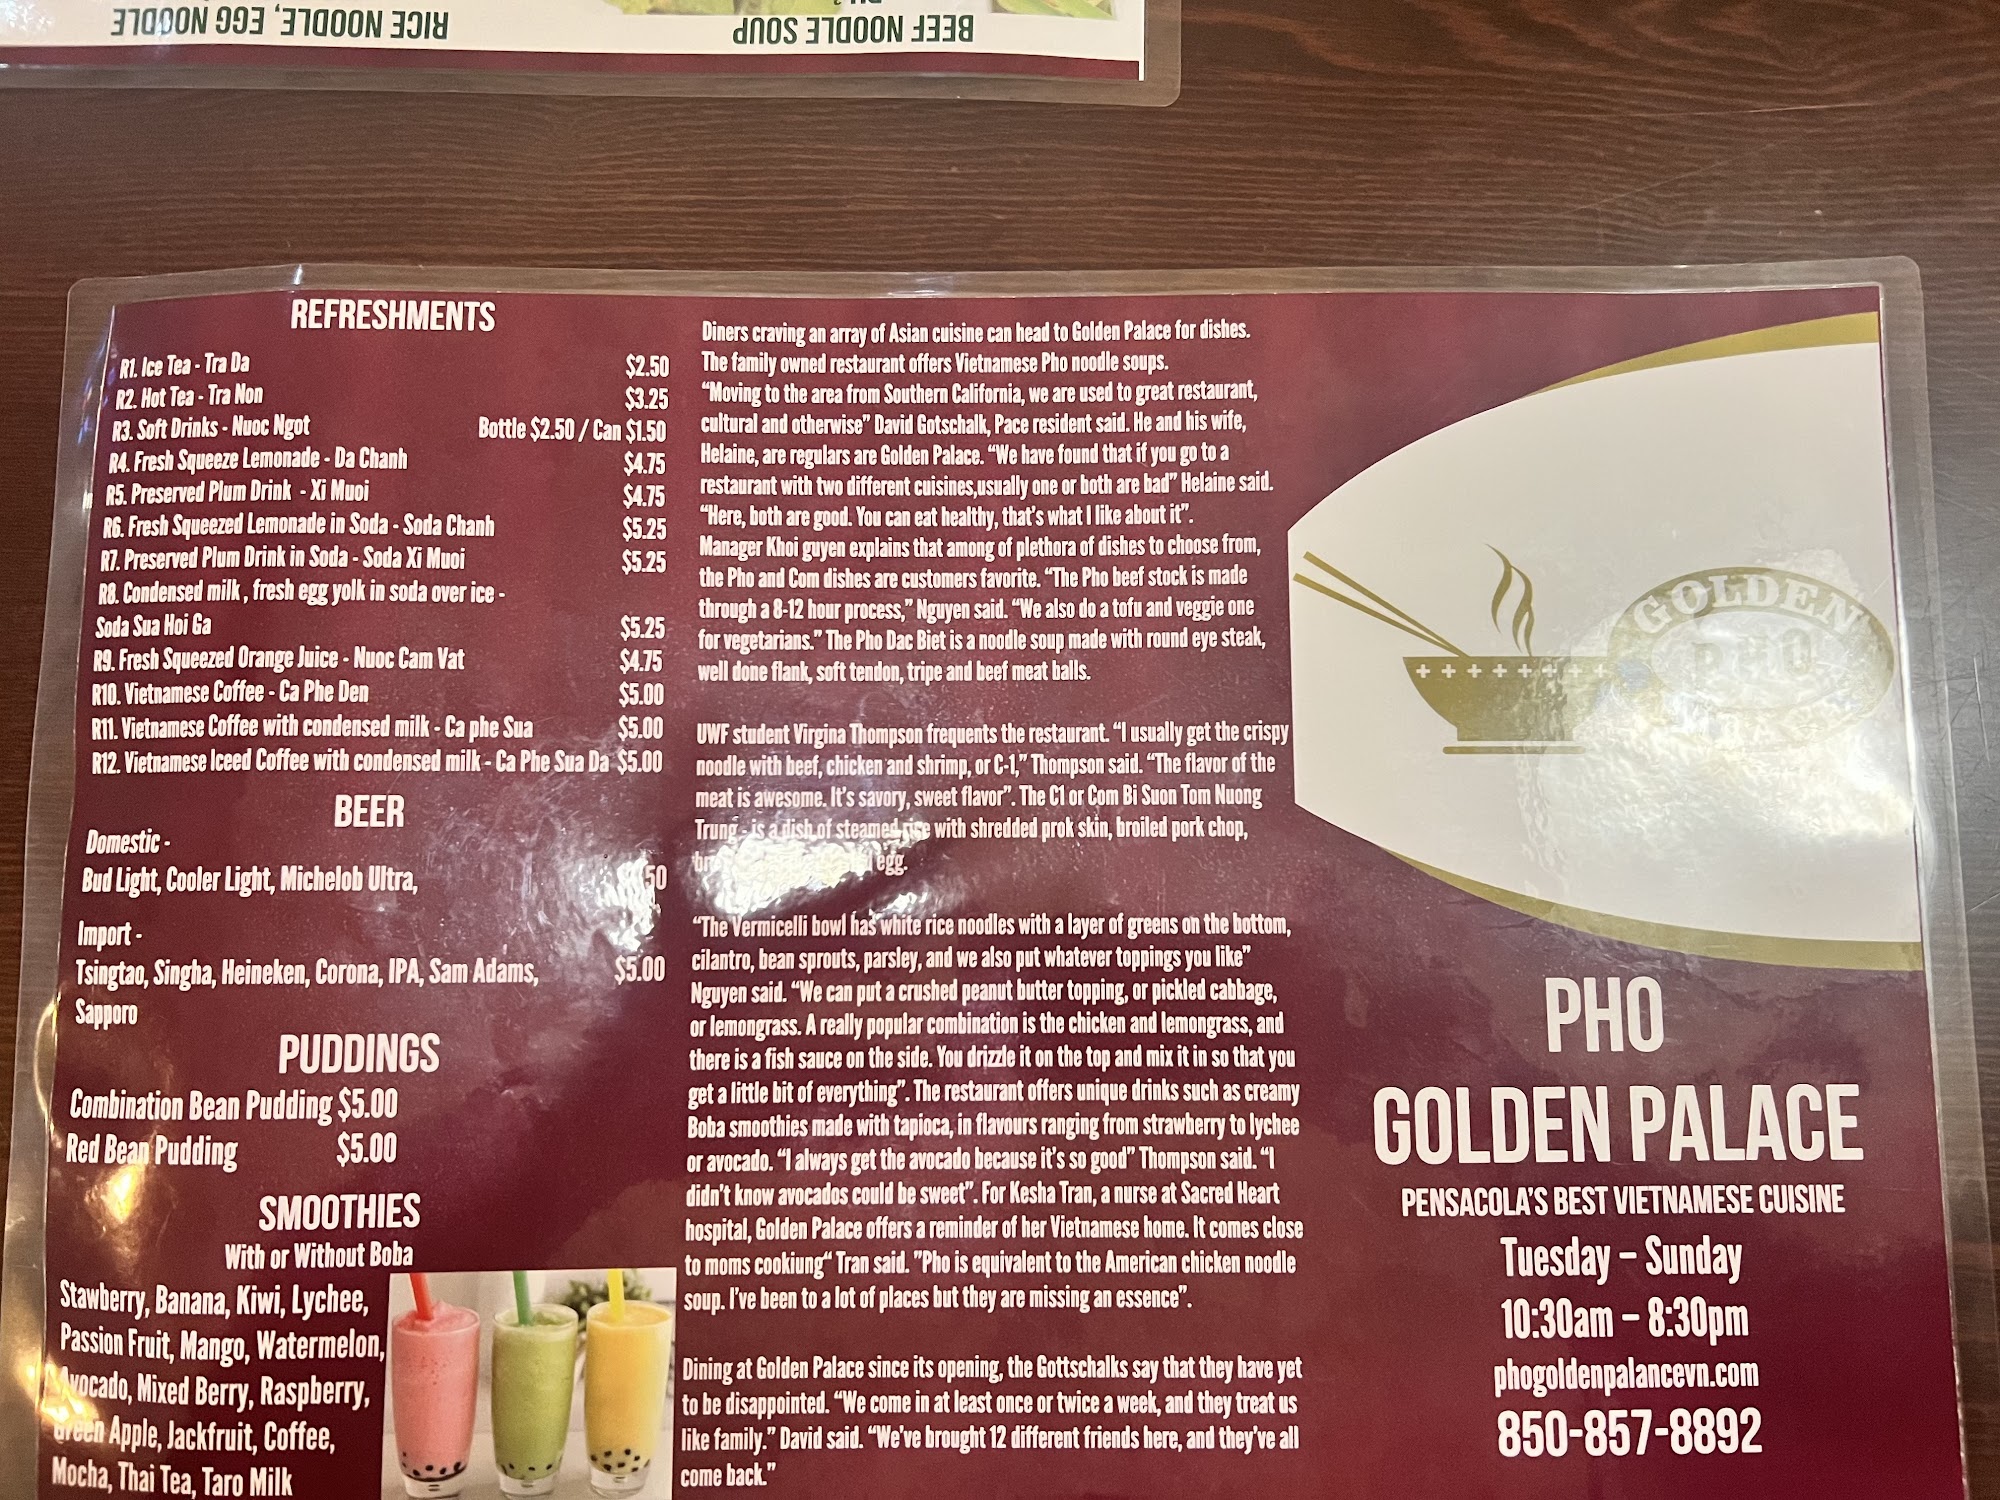 RICE NOODLE, EGG NOODLE
BEEF NOODLE SOUP
REFRESHMENTS
R1. Ice Tea - Tra Da $2.50
R2. Hot Tea - Tra Non $3.25
R3. Soft Drinks - Nuoc Ngot Bottle $2.50 / Can $1.50
R4. Fresh Squeeze Lemonade - Da Chanh $4.75
R5. Preserved Plum Drink - Xi Muoi $4.75
R6. Fresh Squeezed Lemonade in Soda - Soda Chanh $5.25
R7. Preserved Plum Drink in Soda - Soda Xi Muoi $5.25
R8. Condensed milk , fresh egg yolk in soda over ice -
Soda Sua Hoi Ga $5.25
R9. Fresh Squeezed Orange Juice - Nuoc Cam Vat $4.75
R10. Vietnamese Coffee - Ca Phe Den $5.00
R11. Vietnamese Coffee with condensed milk - Ca phe Sua $5.00
R12. Vietnamese Iceed Coffee with condensed milk - Ca Phe Sua Da $5.00
BEER
Domestic -
Bud Light, Cooler Light, Michelob Ultra,
Import -
Tsingtao, Singha, Heineken, Corona, IPA, Sam Adams, $5.00
Sapporo
PUDDINGS
Combination Bean Pudding $5.00
Red Bean Pudding $5.00
SMOOTHIES
With or Without Boba
Stawberry, Banana, Kiwi, Lychee,
Passion Fruit, Mango, Watermelon,
Avocado, Mixed Berry, Raspberry,
Green Apple, Jackfruit, Coffee,
Mocha, Thai Tea, Taro Milk
Diners craving an array of Asian cuisine can head to Golden Palace for dishes.
The family owned restaurant offers Vietnamese Pho noodle soups.
"Moving to the area from Southern California, we are used to great restaurant,
cultural and otherwise" David Gotschalk, Pace resident said. He and his wife,
Helaine, are regulars are Golden Palace. "We have found that if you go to a
restaurant with two different cuisines,usually one or both are bad" Helaine said.
"Here, both are good. You can eat healthy, that's what I like about it".
Manager Khoi guyen explains that among of plethora of dishes to choose from,
the Pho and Com dishes are customers favorite. "The Pho beef stock is made
through a 8-12 hour process," Nguyen said. "We also do a tofu and veggie one
for vegetarians." The Pho Dac Biet is a noodle soup made with round eye steak,
well done flank, soft tendon, tripe and beef meat balls.
UWF student Virgina Thompson frequents the restaurant. "I usually get the crispy
noodle with beef, chicken and shrimp, or C-1," Thompson said. "The flavor of the
meat is awesome. It's savory, sweet flavor". The C1 or Com Bi Suon Tom Nuong
Trung - is a dish of steamed rice with shredded prok skin, broiled pork chop,
egg.
"The Vermicelli bowl has white rice noodles with a layer of greens on the bottom,
cilantro, bean sprouts, parsley, and we also put whatever toppings you like"
Nguyen said. "We can put a crushed peanut butter topping, or pickled cabbage,
or lemongrass. A really popular combination is the chicken and lemongrass, and
there is a fish sauce on the side. You drizzle it on the top and mix it in so that you
get a little bit of everything". The restaurant offers unique drinks such as creamy
Boba smoothies made with tapioca, in flavours ranging from strawberry to lychee
or avocado. "I always get the avocado because it's so good" Thompson said. "I
didn't know avocados could be sweet". For Kesha Tran, a nurse at Sacred Heart
hospital, Golden Palace offers a reminder of her Vietnamese home. It comes close
to moms cookiung" Tran said. "Pho is equivalent to the American chicken noodle
soup. I've been to a lot of places but they are missing an essence".
Dining at Golden Palace since its opening, the Gottschalks say that they have yet
to be disappointed. "We come in at least once or twice a week, and they treat us
like family." David said. "We've brought 12 different friends here, and they've all
come back."
GOLDEN
PHO
PHO
GOLDEN PALACE
PENSACOLA'S BEST VIETNAMESE CUISINE
Tuesday – Sunday
10:30am – 8:30pm
phogoldenpalancevn.com
850-857-8892